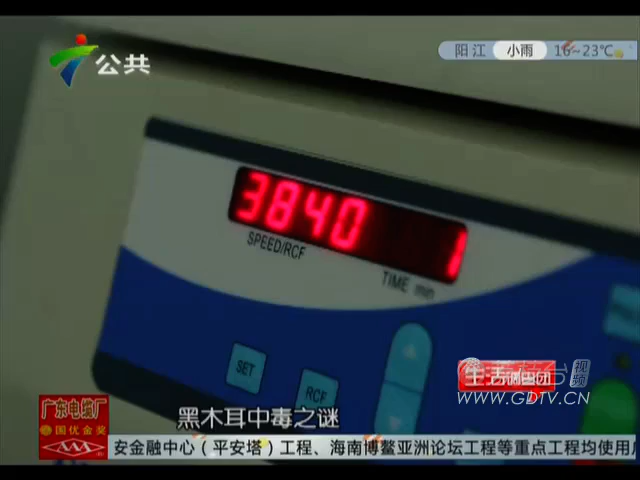 公共
阳江 小雨 16~23℃
3840 1
SPEED/RCF
TIME min
SET
RCF
生活调查团
视频
WWW.GDTV.CN
黑木耳中毒之谜
广东电缆厂
国优金奖
AAA
安金融中心（平安塔）工程、海南博鳌亚洲论坛工程等重点工程均使用